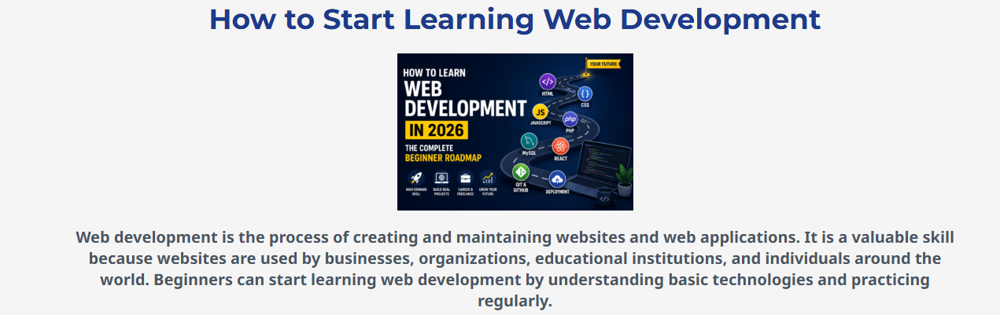 How to Start Learning Web Development
HOW TO LEARN
WEB
DEVELOPMENT
IN 2026
THE COMPLETE
BEGINNER ROADMAP
HIGH DEMAND
SKILL
BUILD REAL
PROJECTS
CAREER &
FREELANCE
GROW YOUR
FUTURE
YOUR FUTURE
</>
HTML
{}
CSS
JS
JAVASCRIPT
php
PHP
MySQL
REACT
GIT &
GITHUB
DEPLOYMENT
</>
Web development is the process of creating and maintaining websites and web applications. It is a valuable skill
because websites are used by businesses, organizations, educational institutions, and individuals around the
world. Beginners can start learning web development by understanding basic technologies and practicing
regularly.